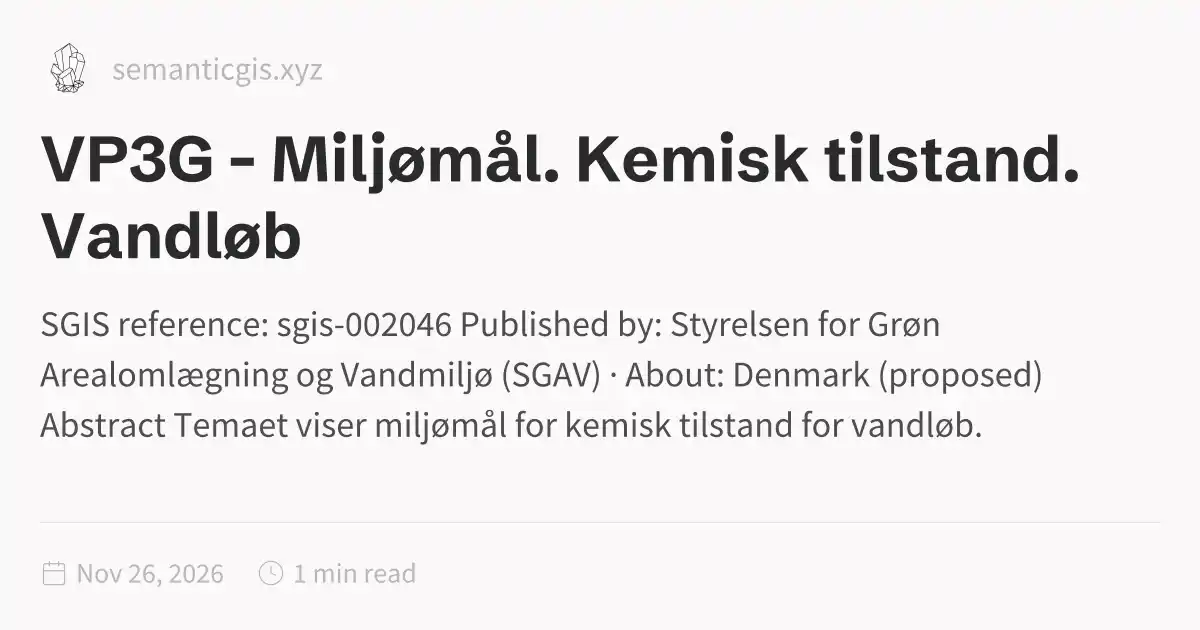 semanticgis.xyz
VP3G - Miljømål. Kemisk tilstand.
Vandløb
SGIS reference: sgis-002046 Published by: Styrelsen for Grøn
Arealomlægning og Vandmiljø (SGAV) · About: Denmark (proposed)
Abstract Temaet viser miljømål for kemisk tilstand for vandløb.
Nov 26, 2026 1 min read